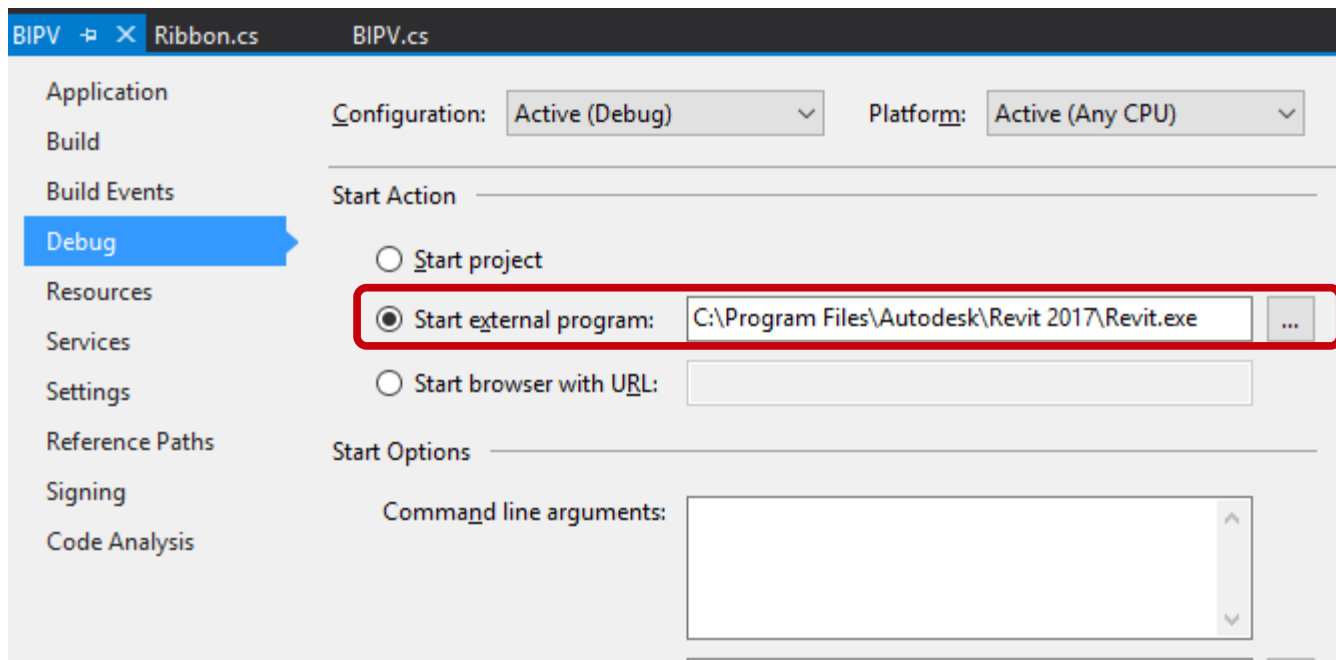 BIPV Ribbon.cs BIPV.cs
Application
Build
Build Events
Debug
Resources
Services
Settings
Reference Paths
Signing
Code Analysis
Configuration: Active (Debug) Platform: Active (Any CPU)
Start Action
Start project
Start external program: C:\Program Files\Autodesk\Revit 2017\Revit.exe ...
Start browser with URL:
Start Options
Command line arguments: